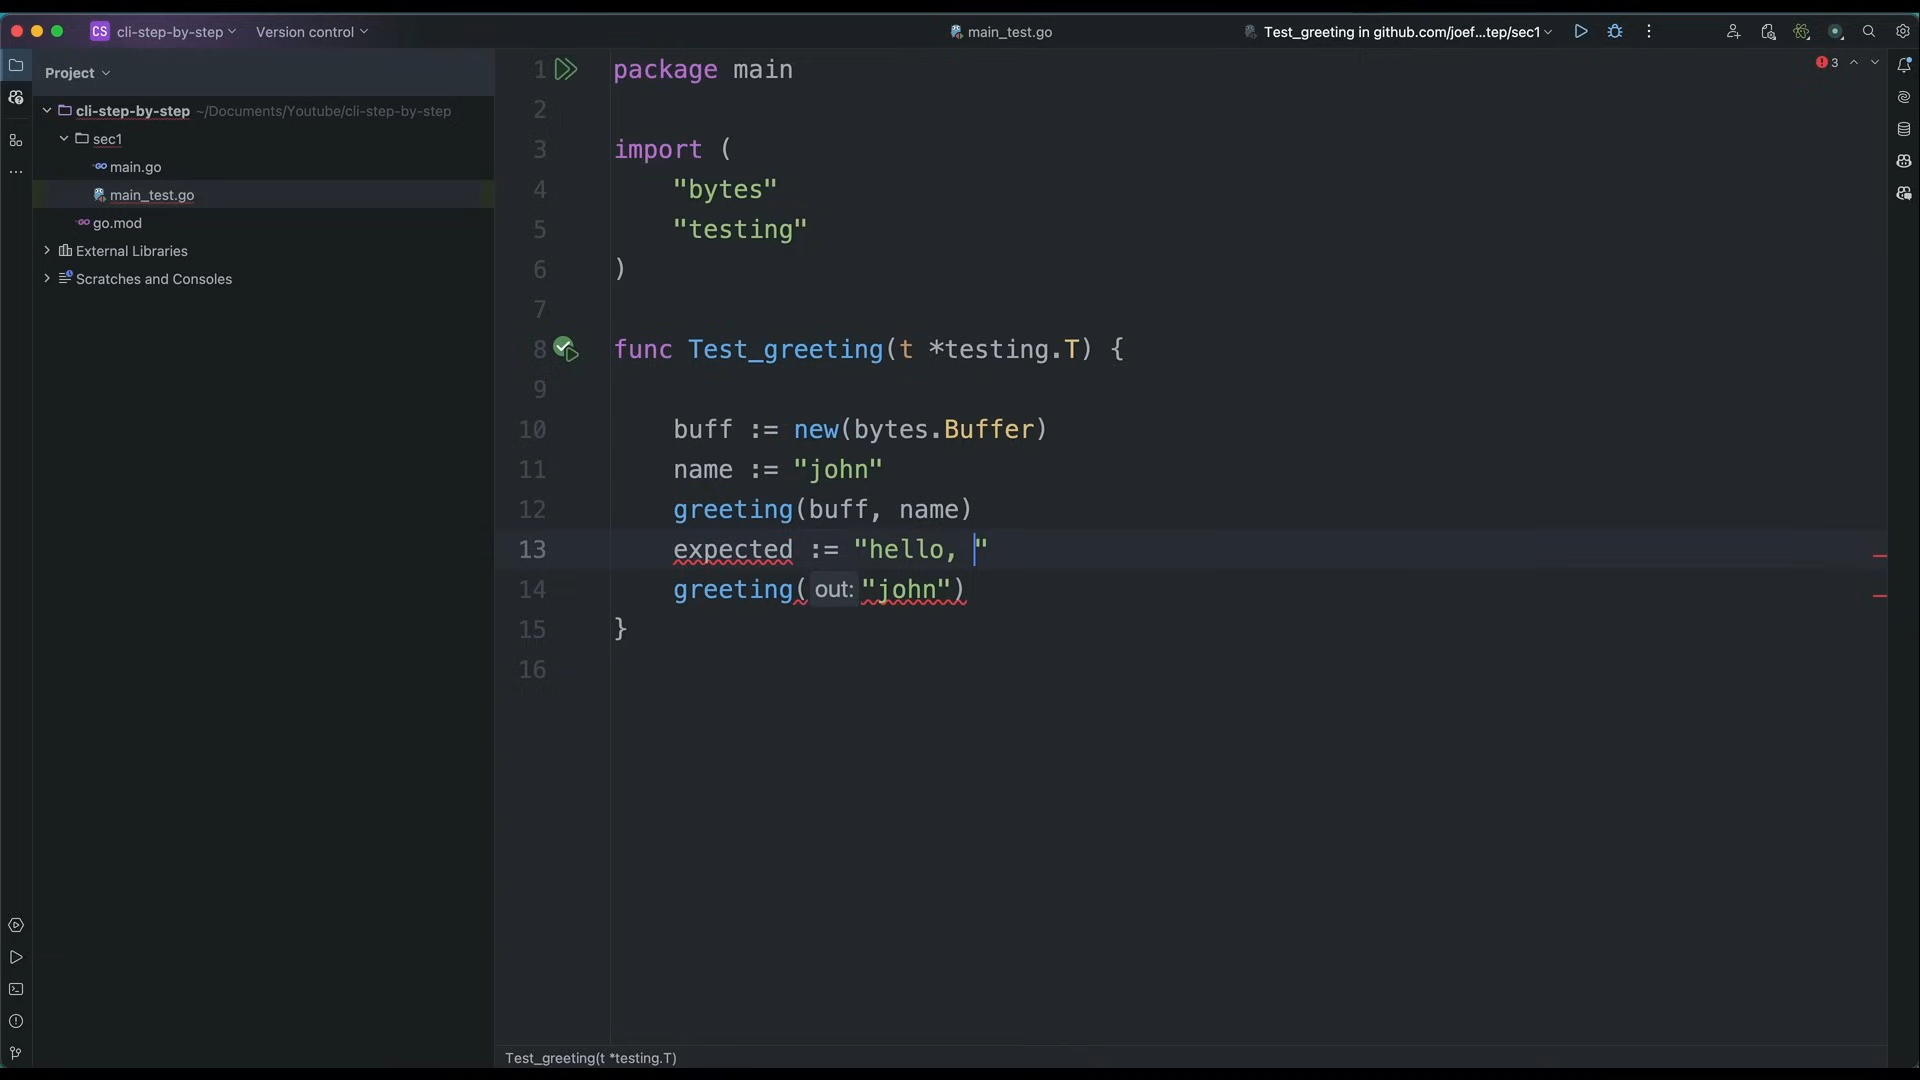 CS cli-step-by-step Version control main_test.go Test_greeting in github.com/joef...tep/sec1
Project
cli-step-by-step ~/Documents/Youtube/cli-step-by-step
sec1
main.go
main_test.go
go.mod
External Libraries
Scratches and Consoles
3
1 package main
2
3 import (
4 "bytes"
5 "testing"
6 )
7
8 func Test_greeting(t *testing.T) {
9
10 buff := new(bytes.Buffer)
11 name := "john"
12 greeting(buff, name)
13 expected := "hello, "
14 greeting( out: "john")
15 }
16
Test_greeting(t *testing.T)